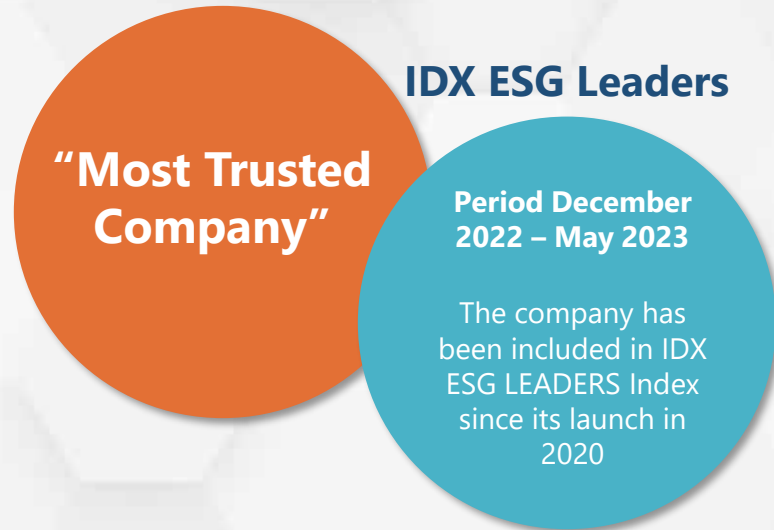 IDX ESG Leaders
“Most Trusted
Company”
Period December
2022 – May 2023
The company has
been included in IDX
ESG LEADERS Index
since its launch in
2020